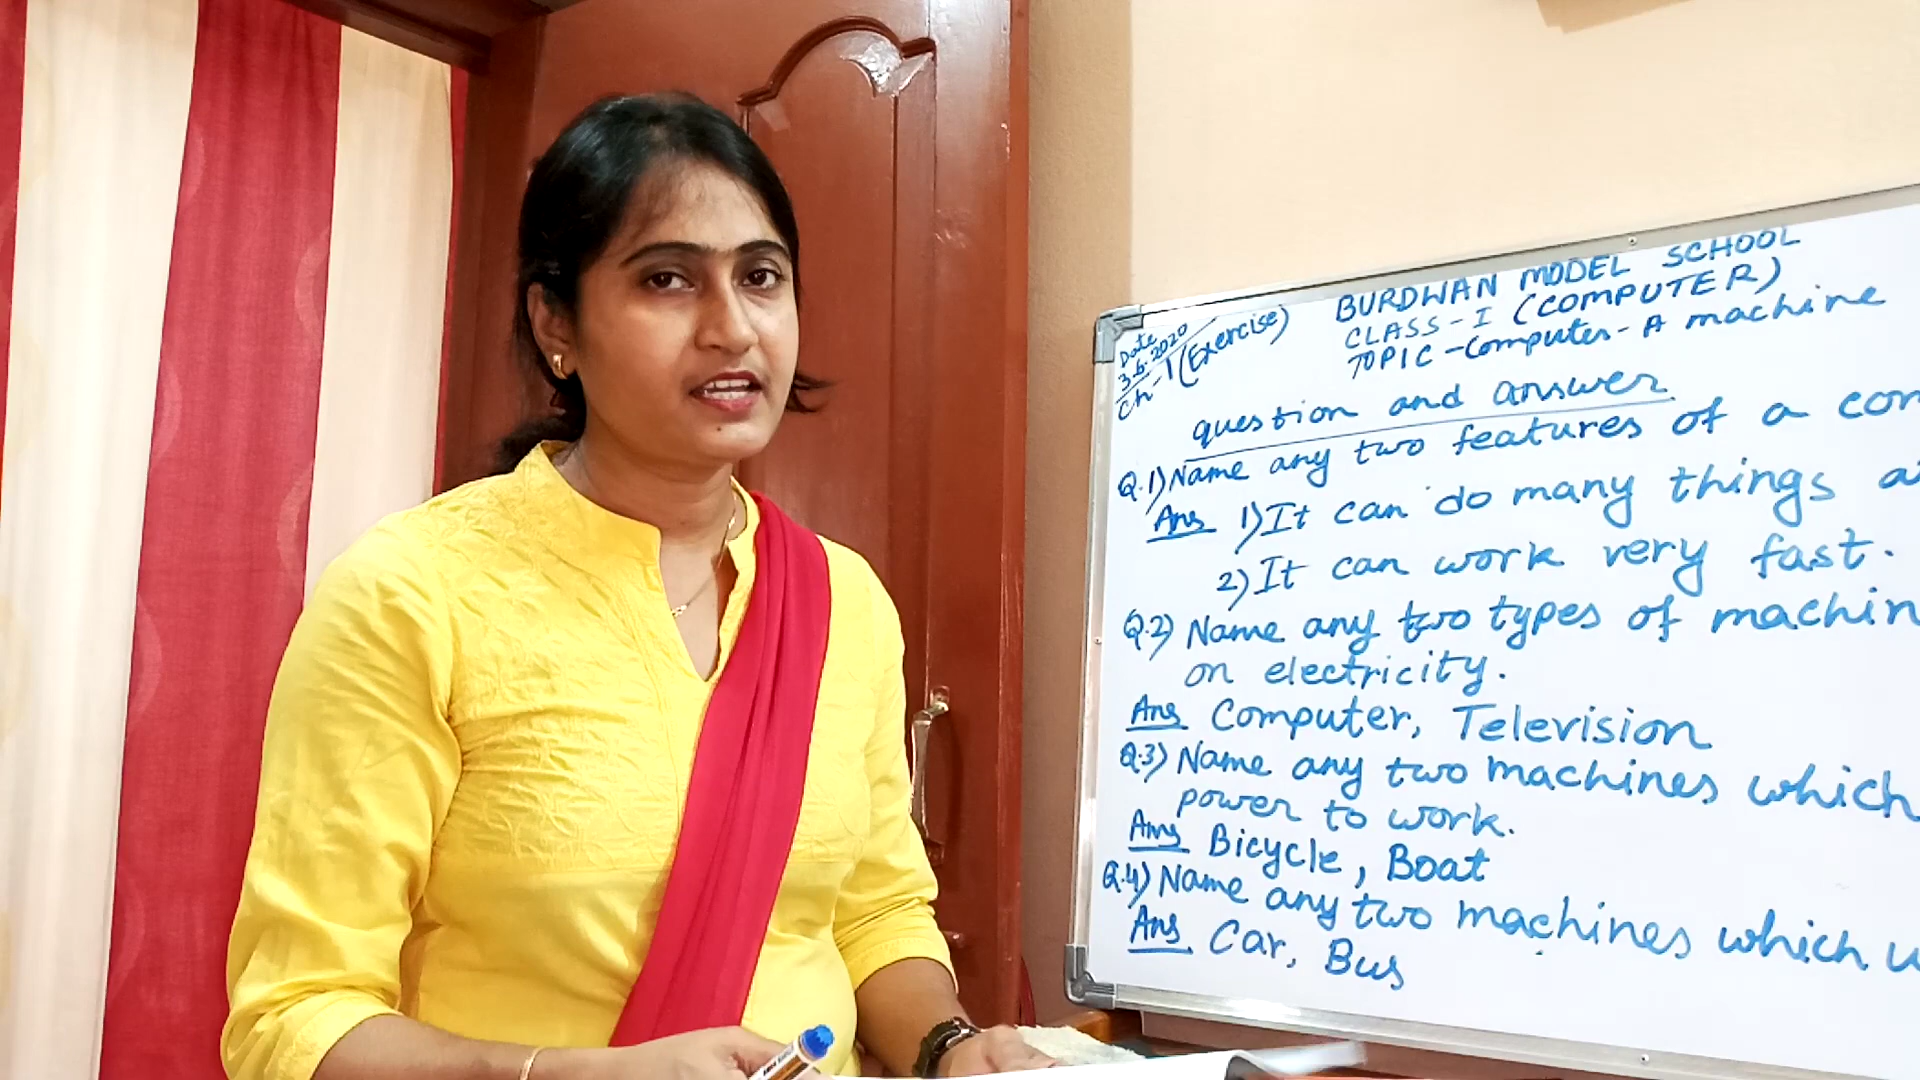 BURDWAN MODEL SCHOOL
CLASS-I (COMPUTER)
TOPIC-Computer-A machine
Date
3.6.2020
Ch-1 (Exercise)
question and answer
Q.1) Name any two features of a
Ans 1) It can do many things
2) It can work very fast.
Q.2) Name any two types of
on electricity.
Ans Computer, Television
Q.3) Name any two machines which
power to work.
Ans Bicycle, Boat
Q.4) Name any two machines which
Ans Car, Bus